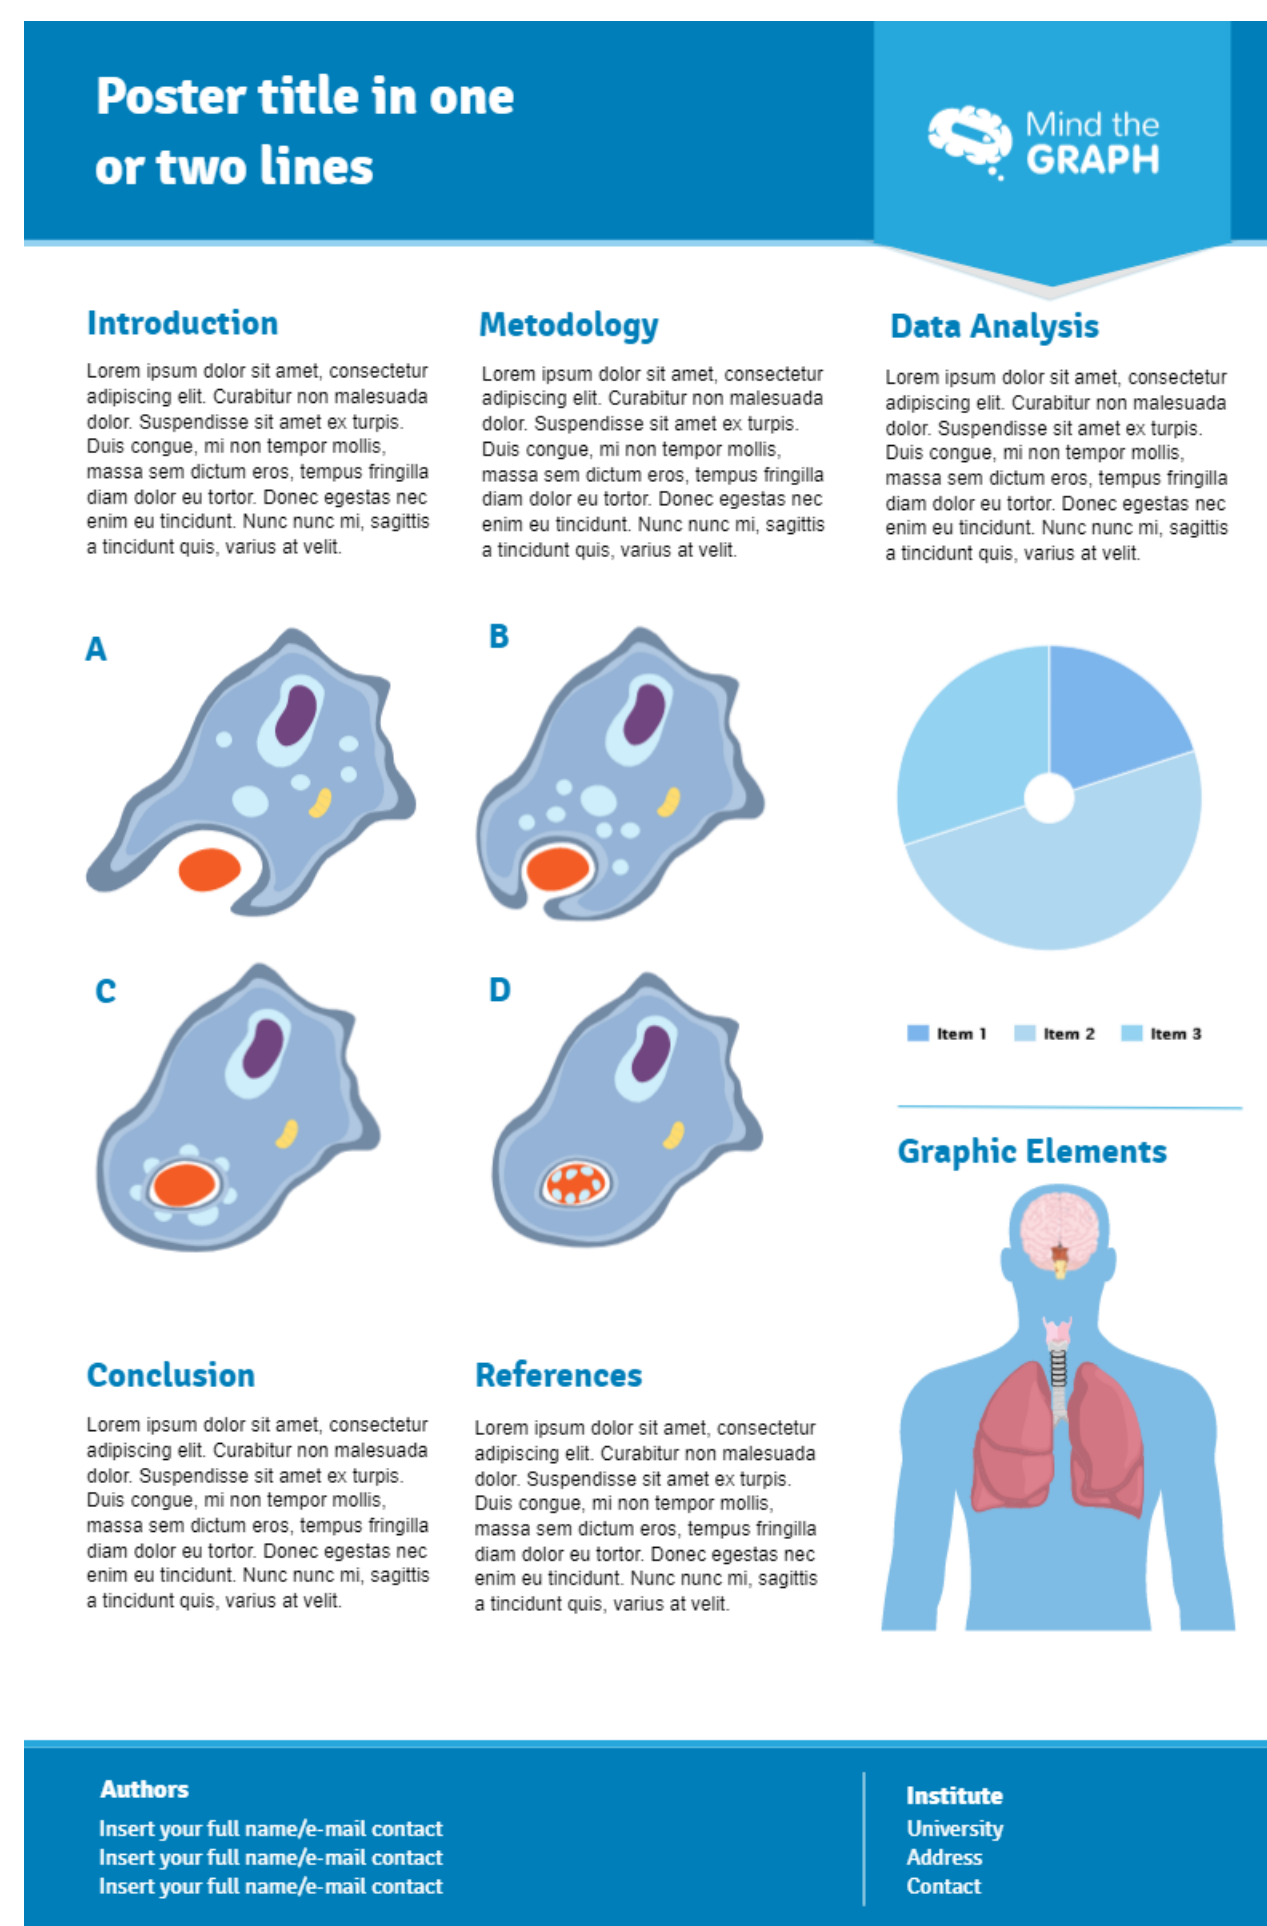 Poster title in one
or two lines
Mind the
GRAPH
Introduction
Lorem ipsum dolor sit amet, consectetur
adipiscing elit. Curabitur non malesuada
dolor. Suspendisse sit amet ex turpis.
Duis congue, mi non tempor mollis,
massa sem dictum eros, tempus fringilla
diam dolor eu tortor. Donec egestas nec
enim eu tincidunt. Nunc nunc mi, sagittis
a tincidunt quis, varius at velit.
Metodology
Lorem ipsum dolor sit amet, consectetur
adipiscing elit. Curabitur non malesuada
dolor. Suspendisse sit amet ex turpis.
Duis congue, mi non tempor mollis,
massa sem dictum eros, tempus fringilla
diam dolor eu tortor. Donec egestas nec
enim eu tincidunt. Nunc nunc mi, sagittis
a tincidunt quis, varius at velit.
Data Analysis
Lorem ipsum dolor sit amet, consectetur
adipiscing elit. Curabitur non malesuada
dolor. Suspendisse sit amet ex turpis.
Duis congue, mi non tempor mollis,
massa sem dictum eros, tempus fringilla
diam dolor eu tortor. Donec egestas nec
enim eu tincidunt. Nunc nunc mi, sagittis
a tincidunt quis, varius at velit.
A
B
C
D
Item 1 Item 2 Item 3
Graphic Elements
Conclusion
Lorem ipsum dolor sit amet, consectetur
adipiscing elit. Curabitur non malesuada
dolor. Suspendisse sit amet ex turpis.
Duis congue, mi non tempor mollis,
massa sem dictum eros, tempus fringilla
diam dolor eu tortor. Donec egestas nec
enim eu tincidunt. Nunc nunc mi, sagittis
a tincidunt quis, varius at velit.
References
Lorem ipsum dolor sit amet, consectetur
adipiscing elit. Curabitur non malesuada
dolor. Suspendisse sit amet ex turpis.
Duis congue, mi non tempor mollis,
massa sem dictum eros, tempus fringilla
diam dolor eu tortor. Donec egestas nec
enim eu tincidunt. Nunc nunc mi, sagittis
a tincidunt quis, varius at velit.
Authors
Insert your full name/e-mail contact
Insert your full name/e-mail contact
Insert your full name/e-mail contact
Institute
University
Address
Contact